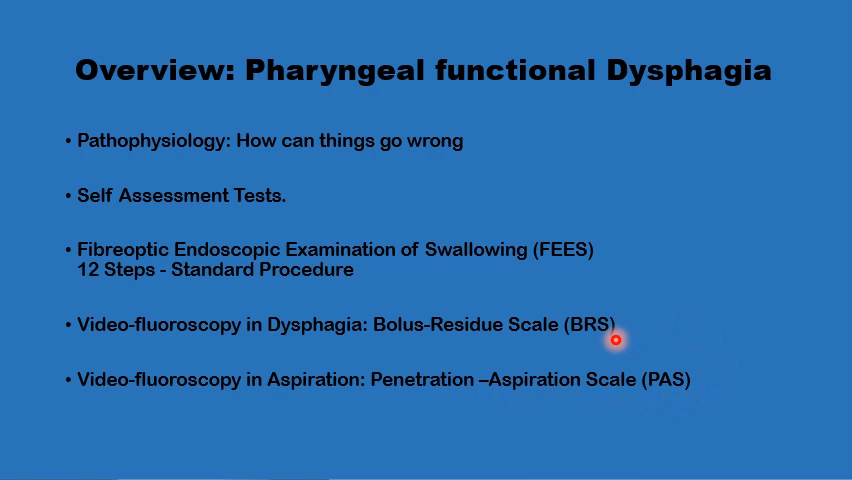 Overview: Pharyngeal functional Dysphagia
• Pathophysiology: How can things go wrong
• Self Assessment Tests.
• Fibreoptic Endoscopic Examination of Swallowing (FEES)
12 Steps - Standard Procedure
• Video-fluoroscopy in Dysphagia: Bolus-Residue Scale (BRS)
• Video-fluoroscopy in Aspiration: Penetration –Aspiration Scale (PAS)